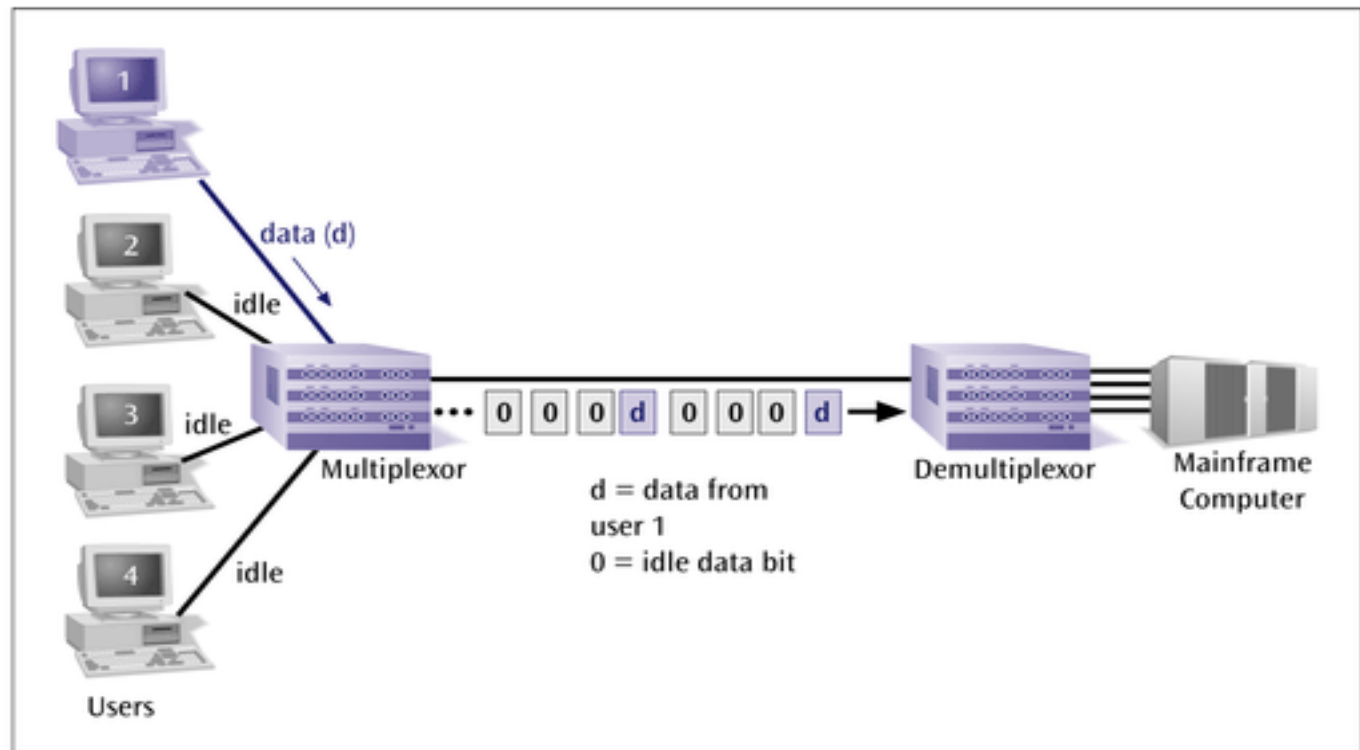 1
data (d)
2
idle
3
idle
4
idle
Users
Multiplexor
... 0 0 0 d 0 0 0 d
d = data from
user 1
0 = idle data bit
Demultiplexor
Mainframe
Computer